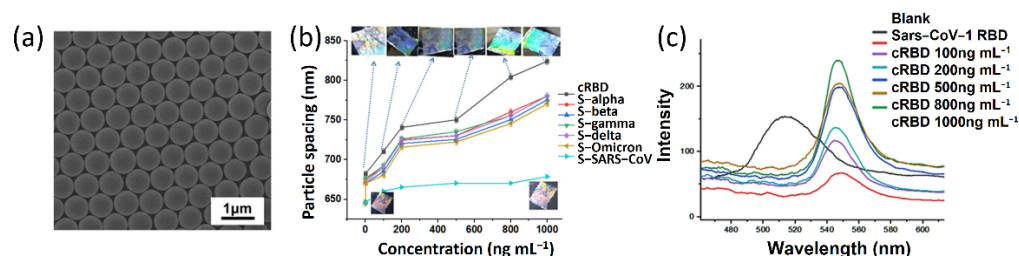 (a)
1μm
(b)
Particle spacing (nm)
800
750
700
650
0
200
400
600
800
1000
Concentration (ng mL⁻¹)
cRBD
S-alpha
S-beta
S-gamma
S-delta
S-Omicron
S-SARS-CoV
(c)
Intensity
200
100
0
480
500
520
540
560
580
600
Wavelength (nm)
Blank
Sars-CoV-1 RBD
cRBD 100ng mL⁻¹
cRBD 200ng mL⁻¹
cRBD 500ng mL⁻¹
cRBD 800ng mL⁻¹
cRBD 1000ng mL⁻¹